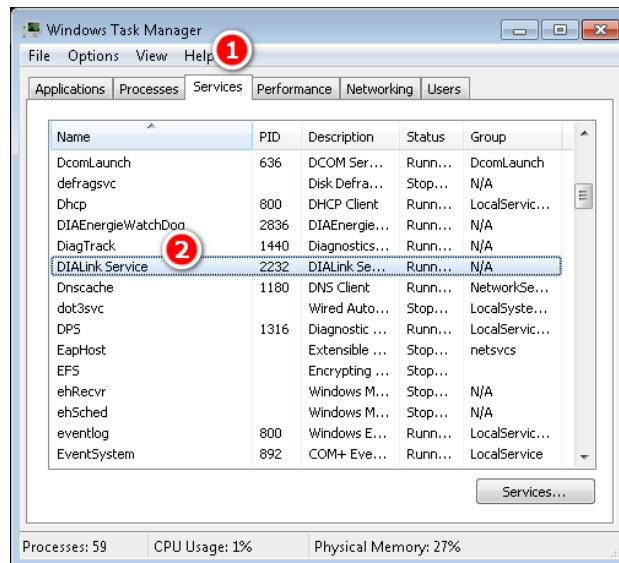 Windows Task Manager
File Options View Help 1
Applications Processes Services Performance Networking Users
Name PID Description Status Group
DcomLaunch 636 DCOM Ser... Runn... DcomLaunch
defragsvc Disk Defra... Stop... N/A
Dhcp 800 DHCP Client Runn... LocalServic...
DIAEnergieWatchDog 2836 DIAEnergie... Runn... N/A
DiagTrack 1440 Diagnostics... Runn... N/A
2
DIALink Service 2232 DIALink Se... Runn... N/A
Dnscache 1180 DNS Client Runn... NetworkSe...
dot3svc Wired Auto... Stop... LocalSyste...
DPS 1316 Diagnostic ... Runn... LocalServic...
EapHost Extensible ... Stop... netsvcs
EFS Encrypting ... Stop...
ehRecvr Windows M... Stop... N/A
ehSched Windows M... Stop... N/A
eventlog 800 Windows E... Runn... LocalServic...
EventSystem 892 COM+ Eve... Runn... LocalService
Services...
Processes: 59 CPU Usage: 1% Physical Memory: 27%